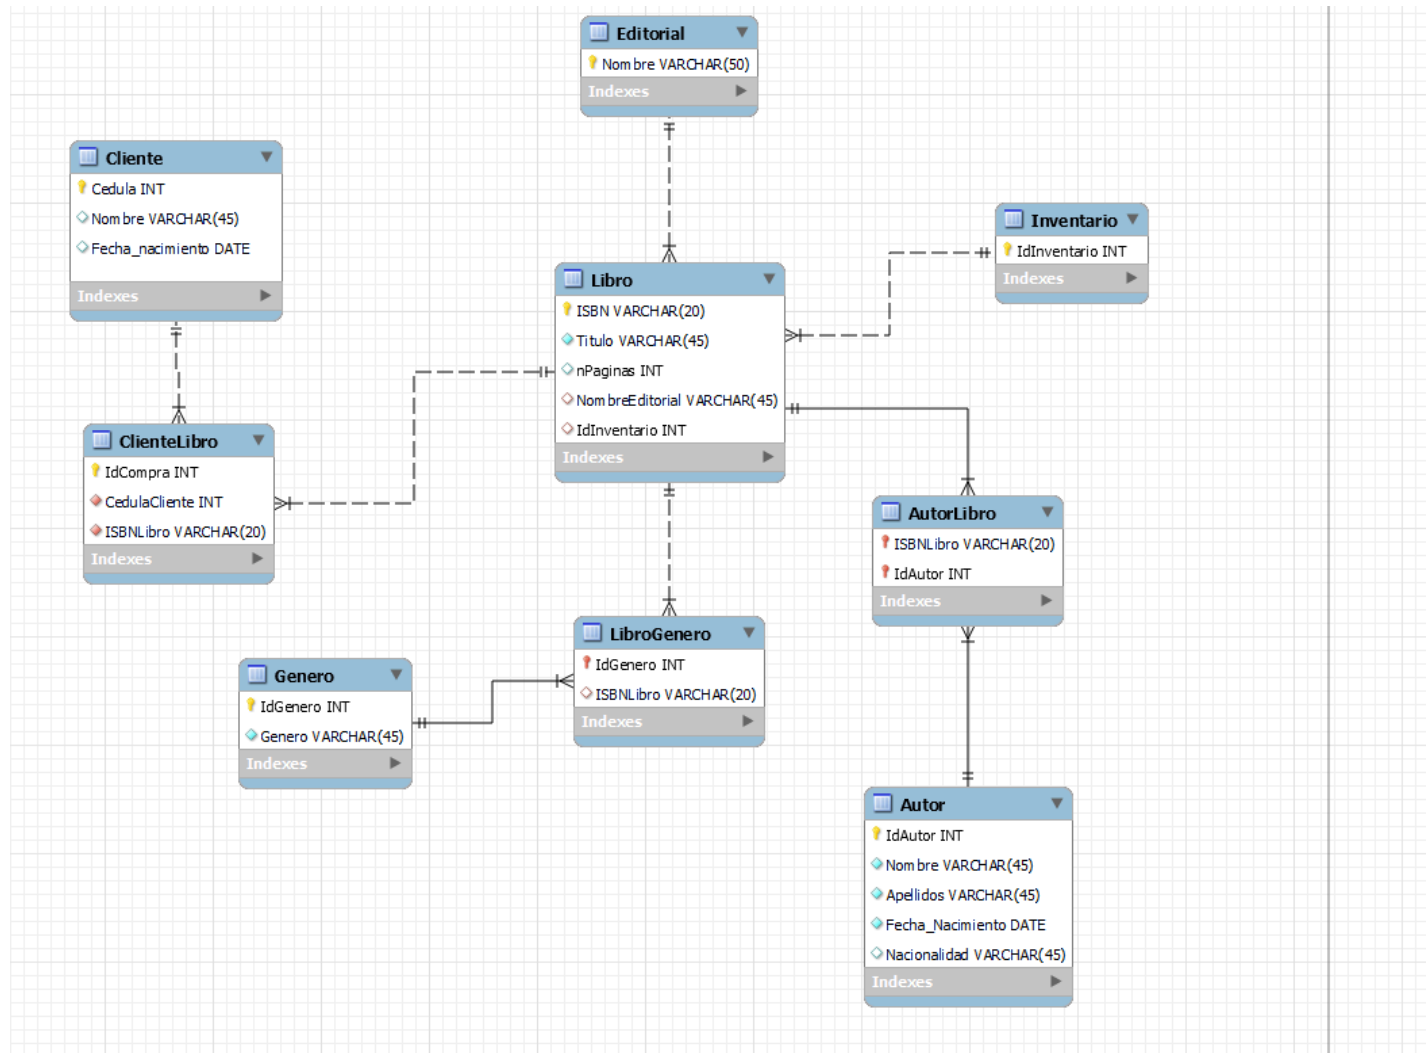 Editorial
Nombre VARCHAR(50)
Indexes
Cliente
Cedula INT
Nombre VARCHAR(45)
Fecha_nacimiento DATE
Indexes
Inventario
IdInventario INT
Indexes
Libro
ISBN VARCHAR(20)
Titulo VARCHAR(45)
nPaginas INT
NombreEditorial VARCHAR(45)
IdInventario INT
Indexes
ClienteLibro
IdCompra INT
CedulaCliente INT
ISBNLibro VARCHAR(20)
Indexes
AutorLibro
ISBNLibro VARCHAR(20)
IdAutor INT
Indexes
LibroGenero
IdGenero INT
ISBNLibro VARCHAR(20)
Indexes
Genero
IdGenero INT
Genero VARCHAR(45)
Indexes
Autor
IdAutor INT
Nombre VARCHAR(45)
Apellidos VARCHAR(45)
Fecha_Nacimiento DATE
Nacionalidad VARCHAR(45)
Indexes